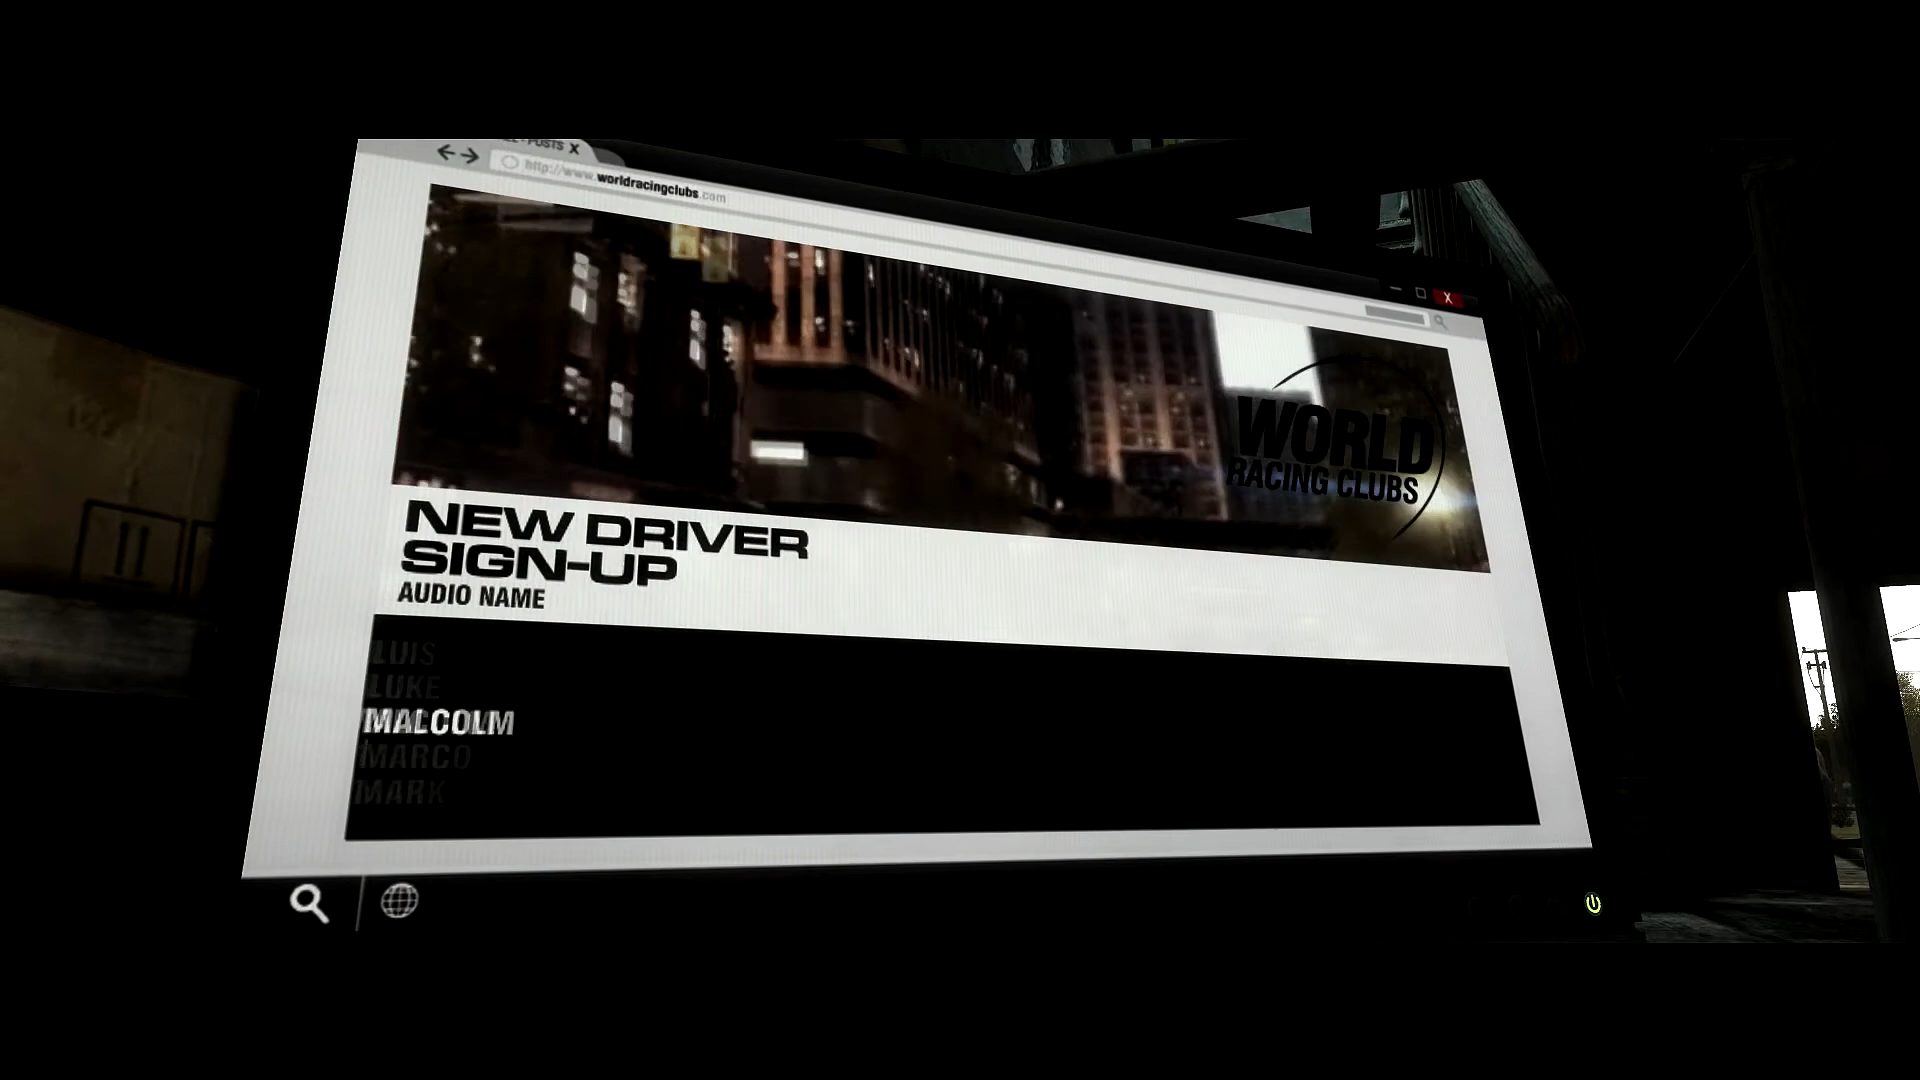 POSTS X
http://www.worldracingclubs.com
X
WORLD
RACING CLUBS
NEW DRIVER
SIGN-UP
AUDIO NAME
LUIS
LUKE
MALCOLM
MARCO
MARK